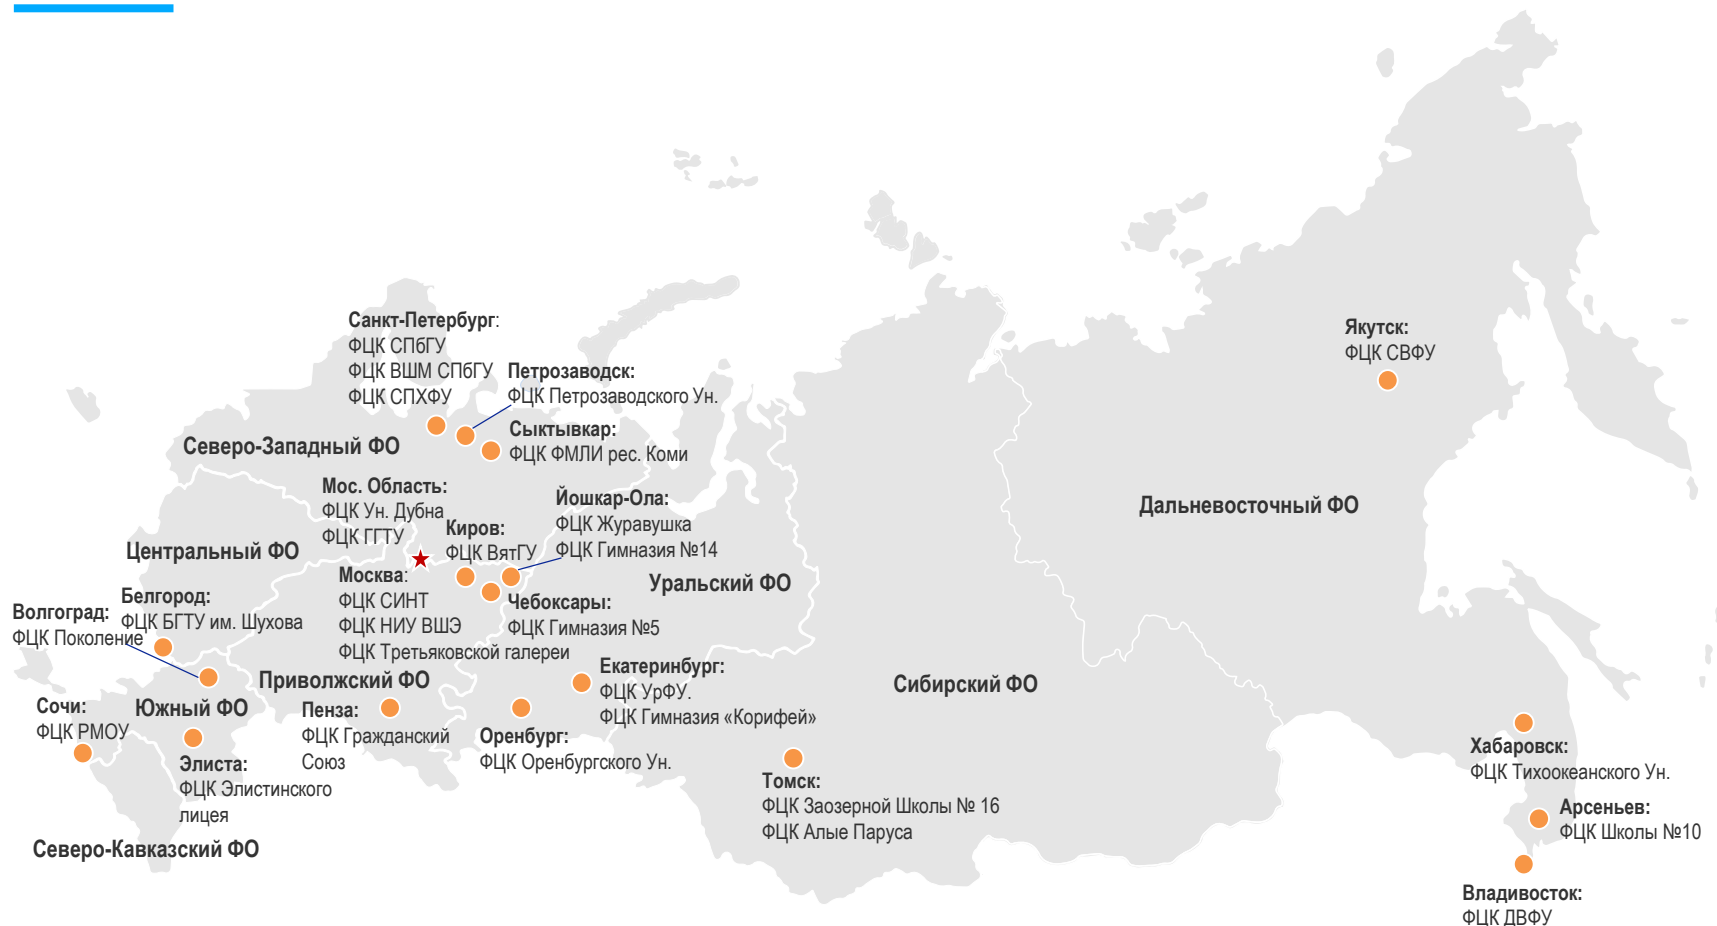 Санкт-Петербург:
ФЦК СПбГУ
ФЦК ВШМ СПбГУ
ФЦК СПХФУ
Петрозаводск:
ФЦК Петрозаводского Ун.
Сыктывкар:
ФЦК ФМЛИ рес. Коми
Северо-Западный ФО
Якутск:
ФЦК СВФУ
Мос. Область:
ФЦК Ун. Дубна
ФЦК ГГТУ
Киров:
ФЦК ВятГУ
Йошкар-Ола:
ФЦК Журавушка
ФЦК Гимназия №14
Дальневосточный ФО
Центральный ФО
Москва:
ФЦК СИНТ
ФЦК НИУ ВШЭ
ФЦК Третьяковской галереи
Чебоксары:
ФЦК Гимназия №5
Уральский ФО
Волгоград:
ФЦК Поколение
Белгород:
ФЦК БГТУ им. Шухова
Приволжский ФО
Екатеринбург:
ФЦК УрФУ.
ФЦК Гимназия «Корифей»
Сибирский ФО
Сочи:
ФЦК РМОУ
Южный ФО
Пенза:
ФЦК Гражданский
Союз
Оренбург:
ФЦК Оренбургского Ун.
Элиста:
ФЦК Элистинского
лицея
Томск:
ФЦК Заозерной Школы № 16
ФЦК Алые Паруса
Хабаровск:
ФЦК Тихоокеанского Ун.
Арсеньев:
ФЦК Школы №10
Северо-Кавказский ФО
Владивосток:
ФЦК ДВФУ